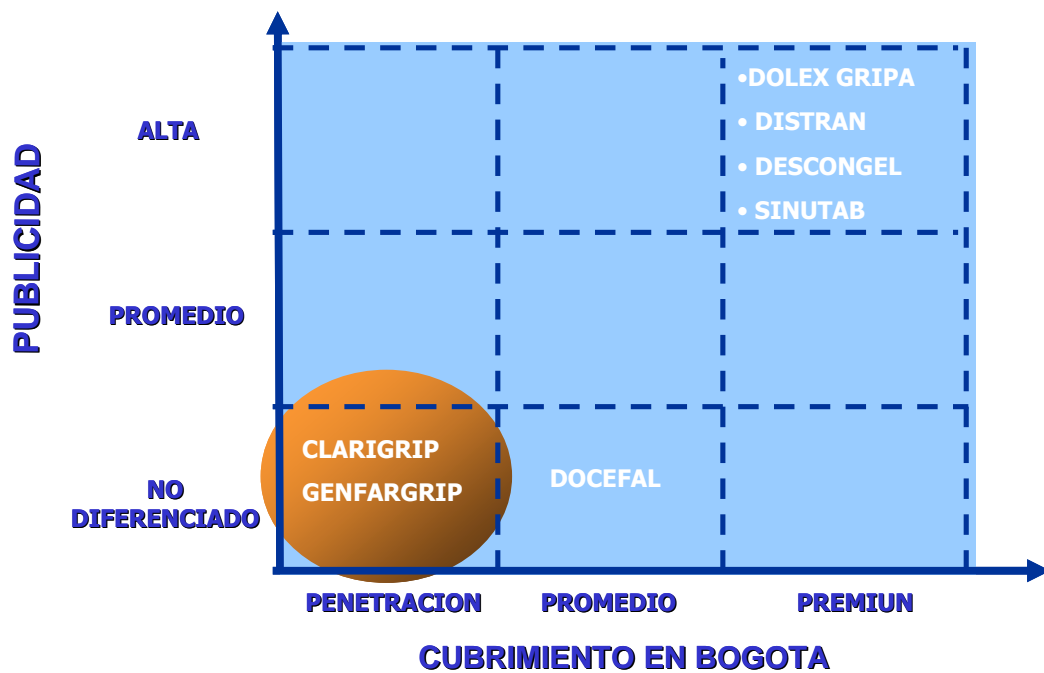 PUBLICIDAD
ALTA
•DOLEX GRIPA
• DISTRAN
• DESCONGEL
• SINUTAB
PROMEDIO
NO
DIFERENCIADO
CLARIGRIP
GENFARGRIP
DOCEFAL
PENETRACION
PROMEDIO
PREMIUN
CUBRIMIENTO EN BOGOTA